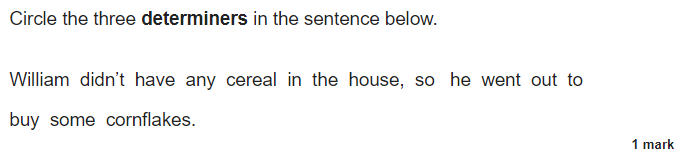 Circle the three determiners in the sentence below.
William didn’t have any cereal in the house, so he went out to
buy some cornflakes.
1 mark